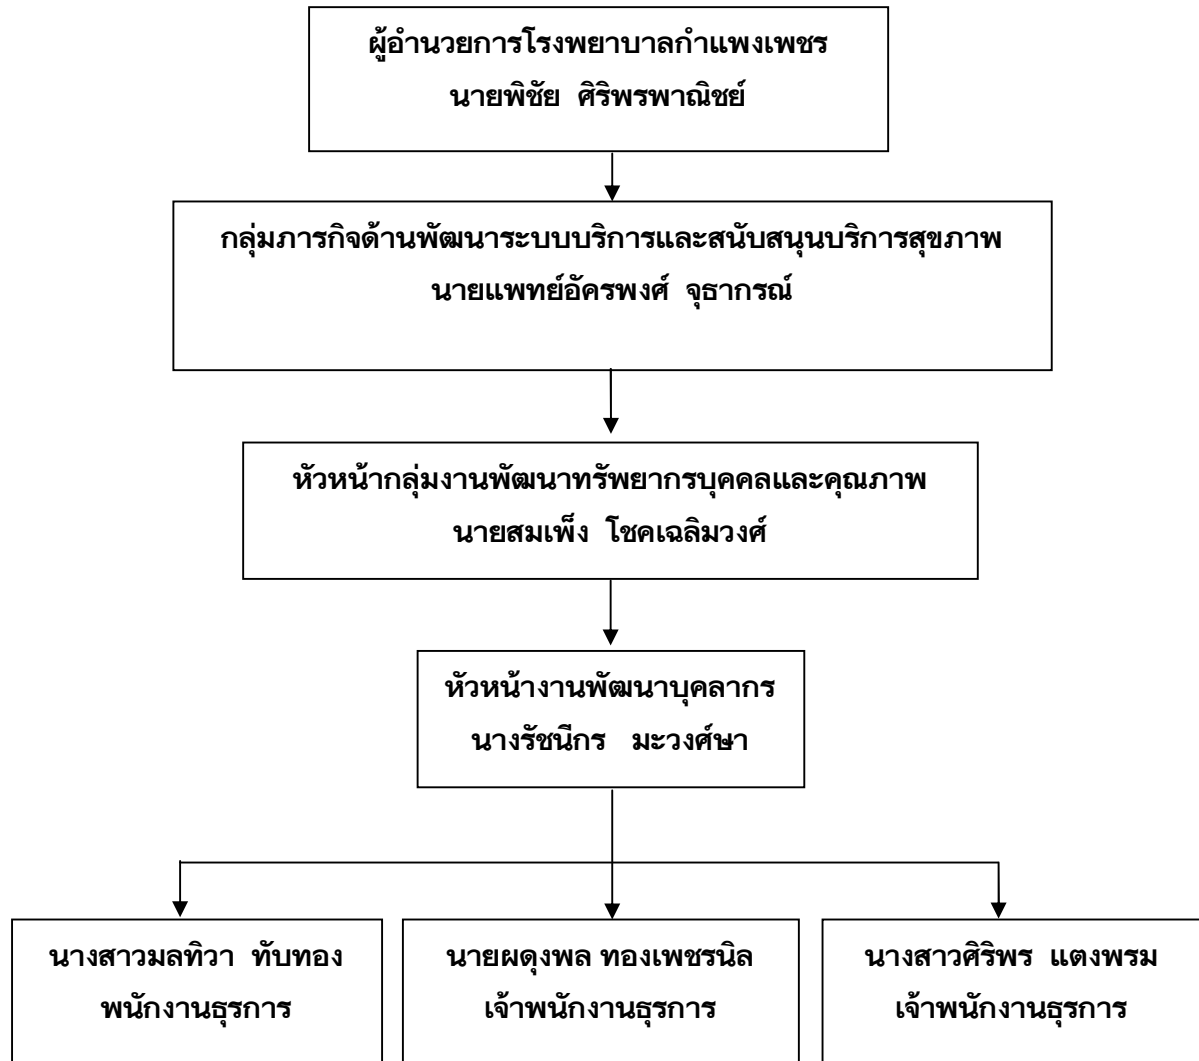 ผู้อำนวยการโรงพยาบาลกำแพงเพชร
นายพิชัย ศิริพรพาณิชย์
กลุ่มภารกิจด้านพัฒนาระบบบริการและสนับสนุนบริการสุขภาพ
นายแพทย์อัครพงศ์ จุธากรณ์
หัวหน้ากลุ่มงานพัฒนาทรัพยากรบุคคลและคุณภาพ
นายสมเพ็ง โชคเฉลิมวงศ์
หัวหน้างานพัฒนาบุคลากร
นางรัชนีกร มะวงศ์ษา
นางสาวมลทิวา ทับทอง
พนักงานธุรการ
นายผดุงพล ทองเพชรนิล
เจ้าพนักงานธุรการ
นางสาวศิริพร แตงพรม
เจ้าพนักงานธุรการ